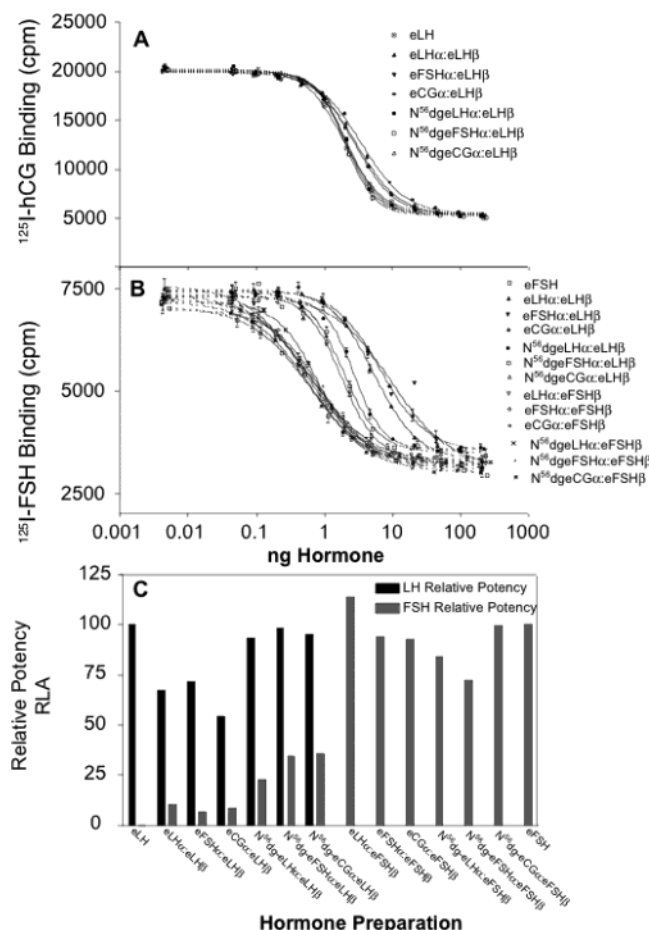 A
¹²⁵I-hCG Binding (cpm)
25000
20000
15000
10000
5000
eLH
eLHα:eLHβ
eFSHα:eLHβ
eCGα:eLHβ
N⁵⁶dgeLHα:eLHβ
N⁵⁶dgeFSHα:eLHβ
N⁵⁶dgeCGα:eLHβ
B
¹²⁵I-FSH Binding (cpm)
7500
5000
2500
eFSH
eLHα:eLHβ
eFSHα:eLHβ
eCGα:eLHβ
N⁵⁶dgeLHα:eLHβ
N⁵⁶dgeFSHα:eLHβ
N⁵⁶dgeCGα:eLHβ
eLHα:eFSHβ
eFSHα:eFSHβ
eCGα:eFSHβ
N⁵⁶dgeLHα:eFSHβ
N⁵⁶dgeFSHα:eFSHβ
N⁵⁶dgeCGα:eFSHβ
0.001 0.01 0.1 1 10 100 1000
ng Hormone
C
LH Relative Potency
FSH Relative Potency
Relative Potency
RLA
125
100
75
50
25
0
eLH
eLHα:eLHβ
eFSHα:eLHβ
eCGα:eLHβ
N⁵⁶dg-eLHα:eLHβ
N⁵⁶dg-eFSHα:eLHβ
N⁵⁶dg-eCGα:eLHβ
eLHα:eFSHβ
eFSHα:eFSHβ
eCGα:eFSHβ
N⁵⁶dg-eLHα:eFSHβ
N⁵⁶dg-eFSHα:eFSHβ
N⁵⁶dg-eCGα:eFSHβ
eFSH
Hormone Preparation